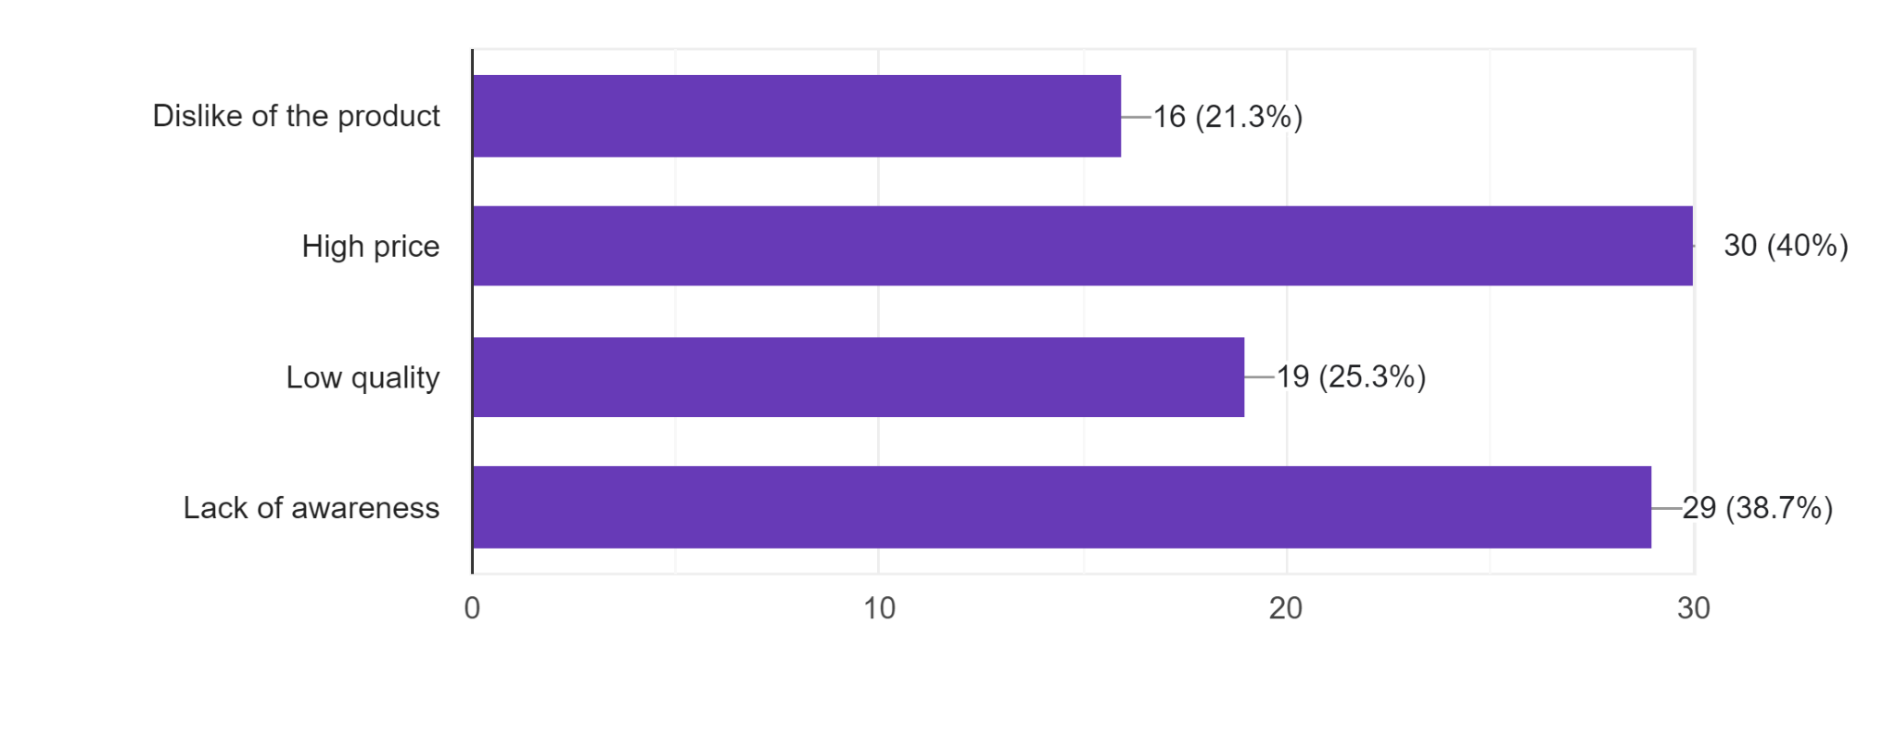 Dislike of the product 16 (21.3%)
High price 30 (40%)
Low quality 19 (25.3%)
Lack of awareness 29 (38.7%)
0 10 20 30